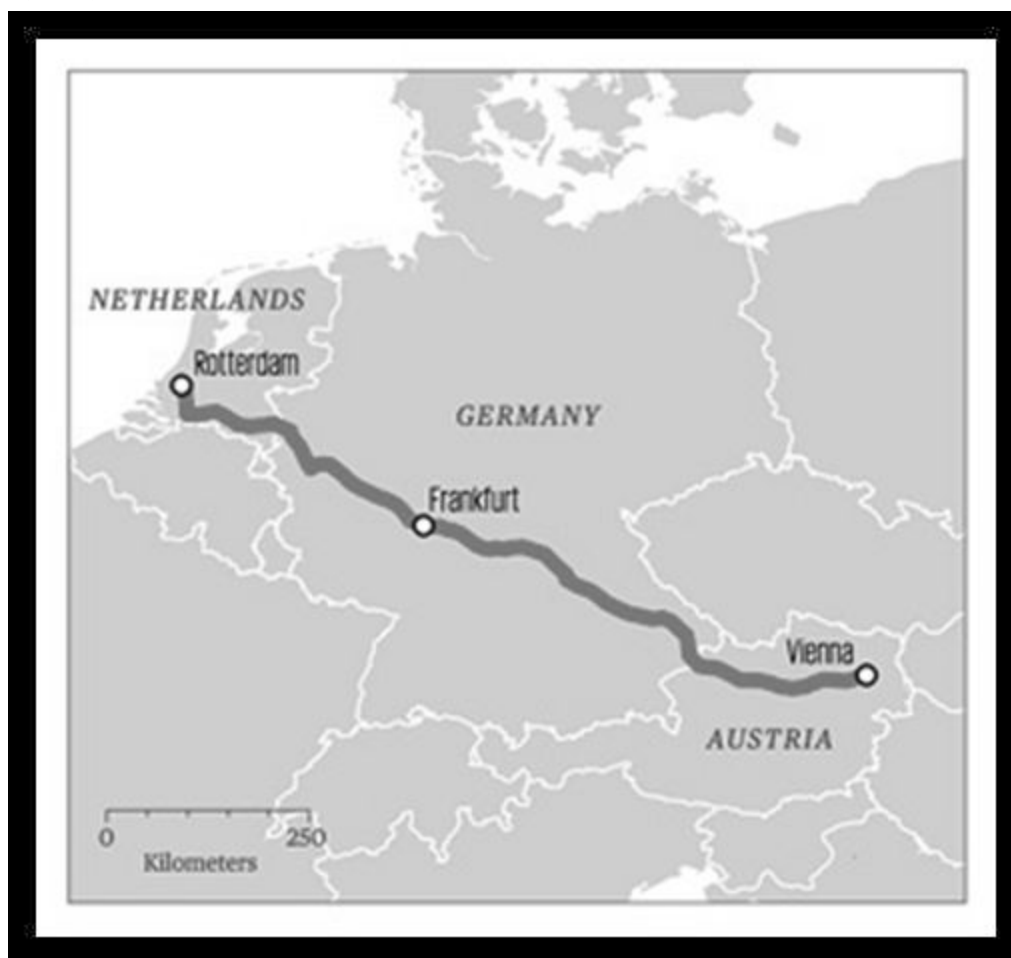 NETHERLANDS
Rotterdam
GERMANY
Frankfurt
Vienna
AUSTRIA
0 250
Kilometers